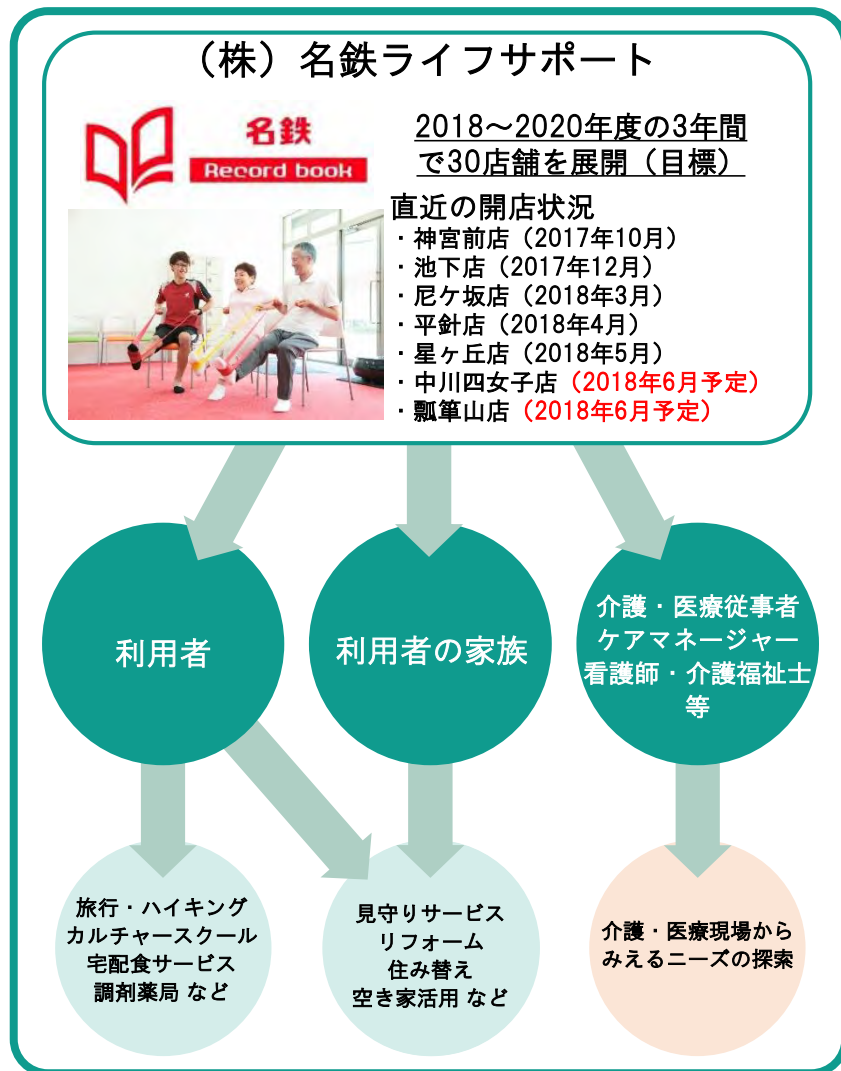 （株）名鉄ライフサポート
名鉄
Record book
2018～2020年度の3年間
で30店舗を展開（目標）
直近の開店状況
・神宮前店（2017年10月）
・池下店（2017年12月）
・尼ケ坂店（2018年3月）
・平針店（2018年4月）
・星ヶ丘店（2018年5月）
・中川四女子店（2018年6月予定）
・瓢箪山店（2018年6月予定）
利用者
利用者の家族
介護・医療従事者
ケアマネージャー
看護師・介護福祉士
等
旅行・ハイキング
カルチャースクール
宅配食サービス
調剤薬局 など
見守りサービス
リフォーム
住み替え
空き家活用 など
介護・医療現場から
みえるニーズの探索